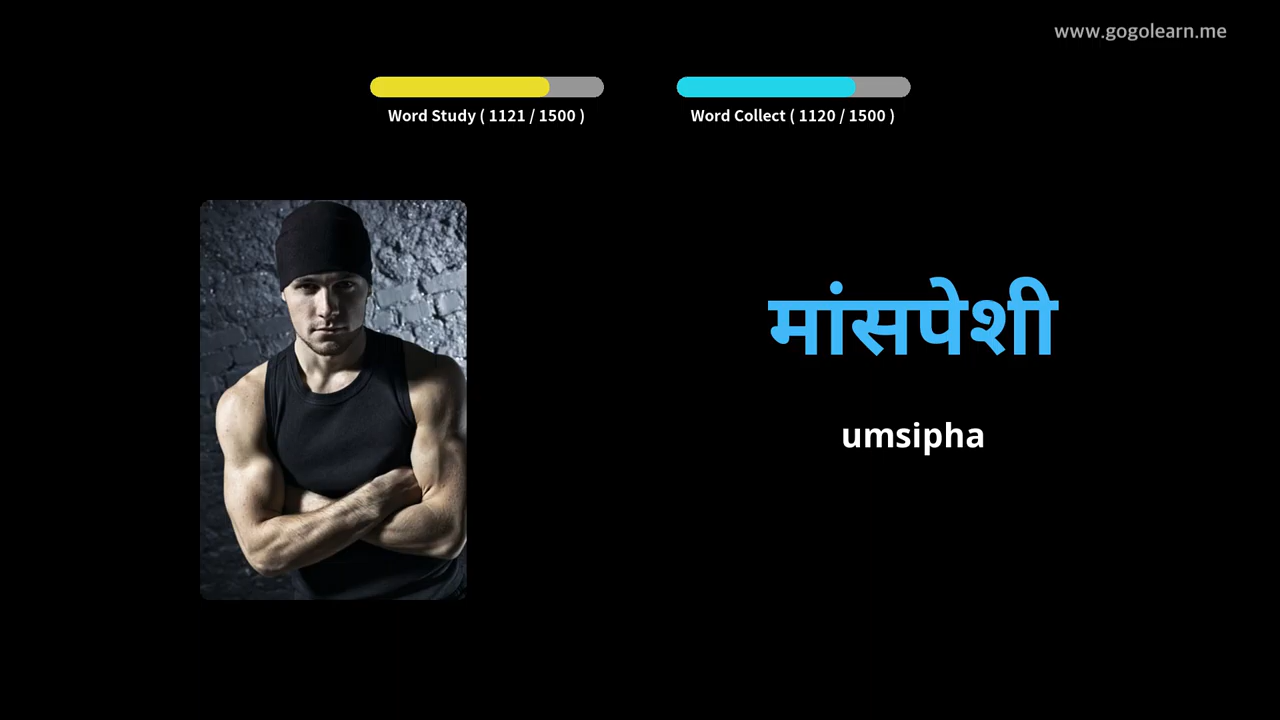 www.gogolearn.me
Word Study ( 1121 / 1500 )
Word Collect ( 1120 / 1500 )
मांसपेशी
umsipha